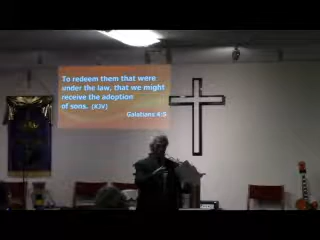 To redeem them that were
under the law, that we might
receive the adoption
of sons. (KJV)
Galatians 4:5